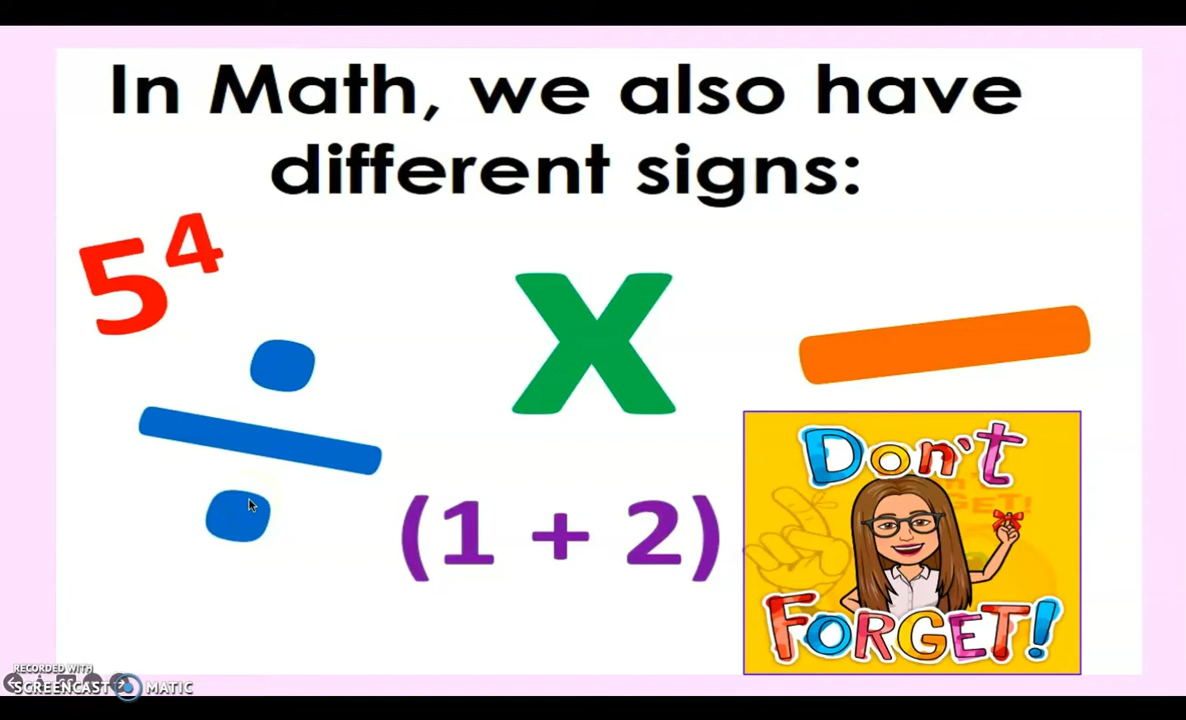 In Math, we also have
different signs:
5⁴
÷
x
−
(1 + 2)
Don't
FORGET!
RECORDED WITH
SCREENCAST MATIC